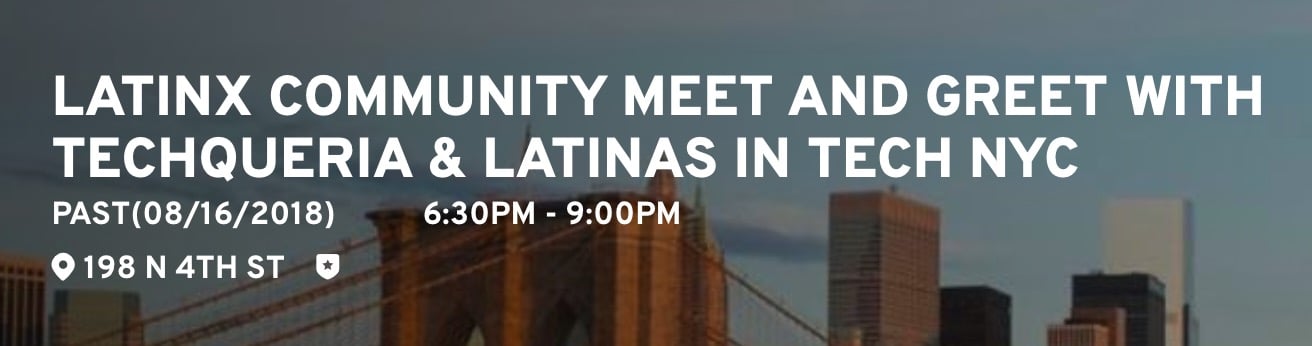 LATINX COMMUNITY MEET AND GREET WITH
TECHQUERIA & LATINAS IN TECH NYC
PAST(08/16/2018) 6:30PM - 9:00PM
198 N 4TH ST